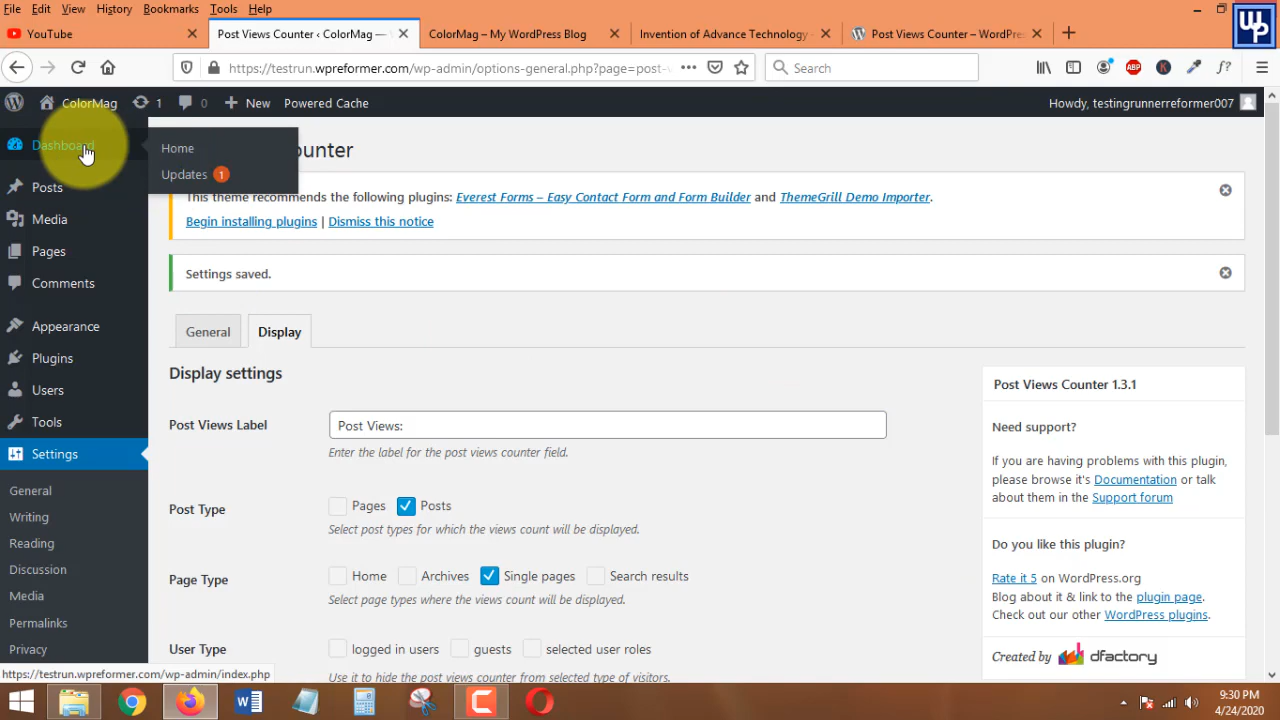 File Edit View History Bookmarks Tools Help
YouTube
Post Views Counter ‹ ColorMag —
ColorMag – My WordPress Blog
Invention of Advance Technology -
Post Views Counter – WordPre
https://testrun.wpreformer.com/wp-admin/options-general.php?page=post-
Search
ABP
f?
ColorMag 1 0 New Powered Cache
Howdy, testingrunnerreformer007
Dashboard
Home
Updates 1
Posts
Media
Pages
Comments
Appearance
Plugins
Users
Tools
Settings
General
Writing
Reading
Discussion
Media
Permalinks
Privacy
ounter
This theme recommends the following plugins: Everest Forms – Easy Contact Form and Form Builder and ThemeGrill Demo Importer.
Begin installing plugins | Dismiss this notice
Settings saved.
General Display
Display settings
Post Views Label
Post Views:
Enter the label for the post views counter field.
Post Type
Pages Posts
Select post types for which the views count will be displayed.
Page Type
Home Archives Single pages Search results
Select page types where the views count will be displayed.
User Type
logged in users guests selected user roles
Use it to hide the post views counter from selected type of visitors.
Post Views Counter 1.3.1
Need support?
If you are having problems with this plugin,
please browse it's Documentation or talk
about them in the Support forum
Do you like this plugin?
Rate it 5 on WordPress.org
Blog about it & link to the plugin page.
Check out our other WordPress plugins.
Created by dfactory
https://testrun.wpreformer.com/wp-admin/index.php
9:30 PM
4/24/2020